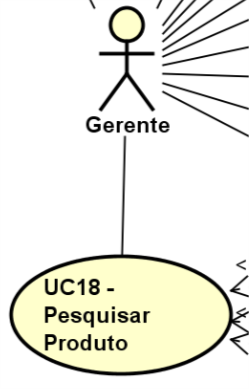 Gerente
UC18 -
Pesquisar
Produto